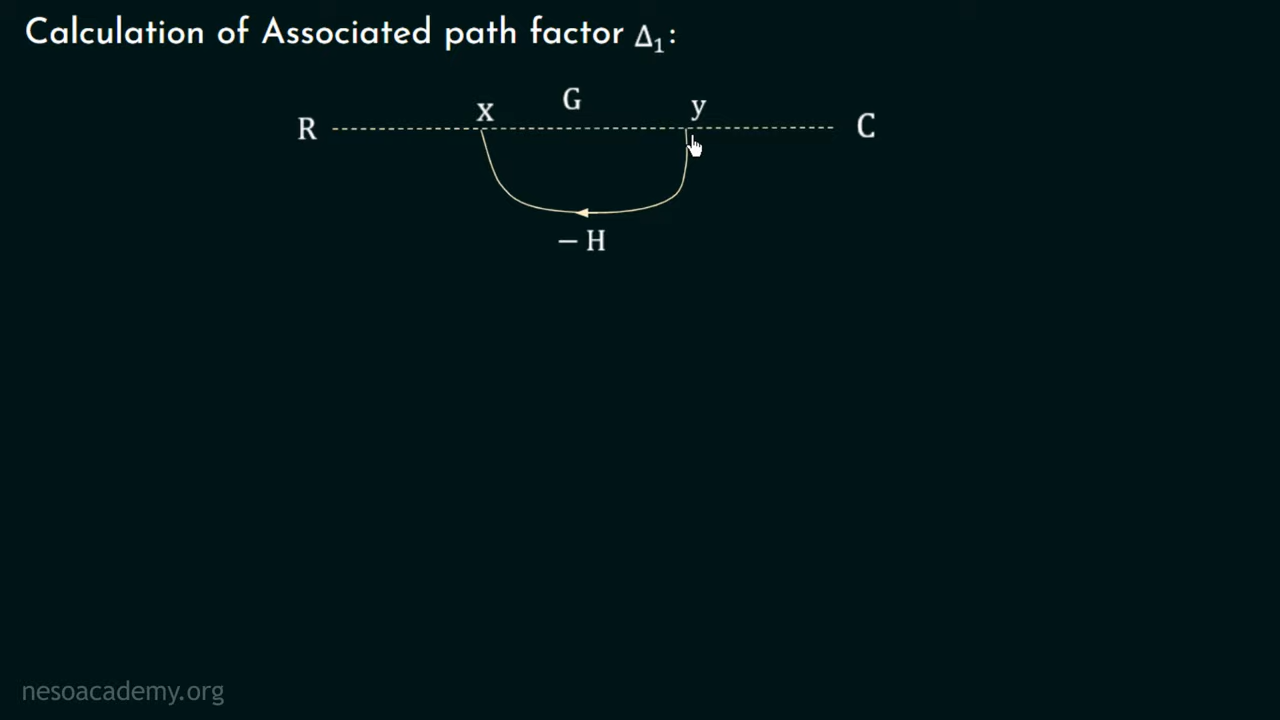 Calculation of Associated path factor Δ₁:
G
R x y C
− H
nesoacademy.org